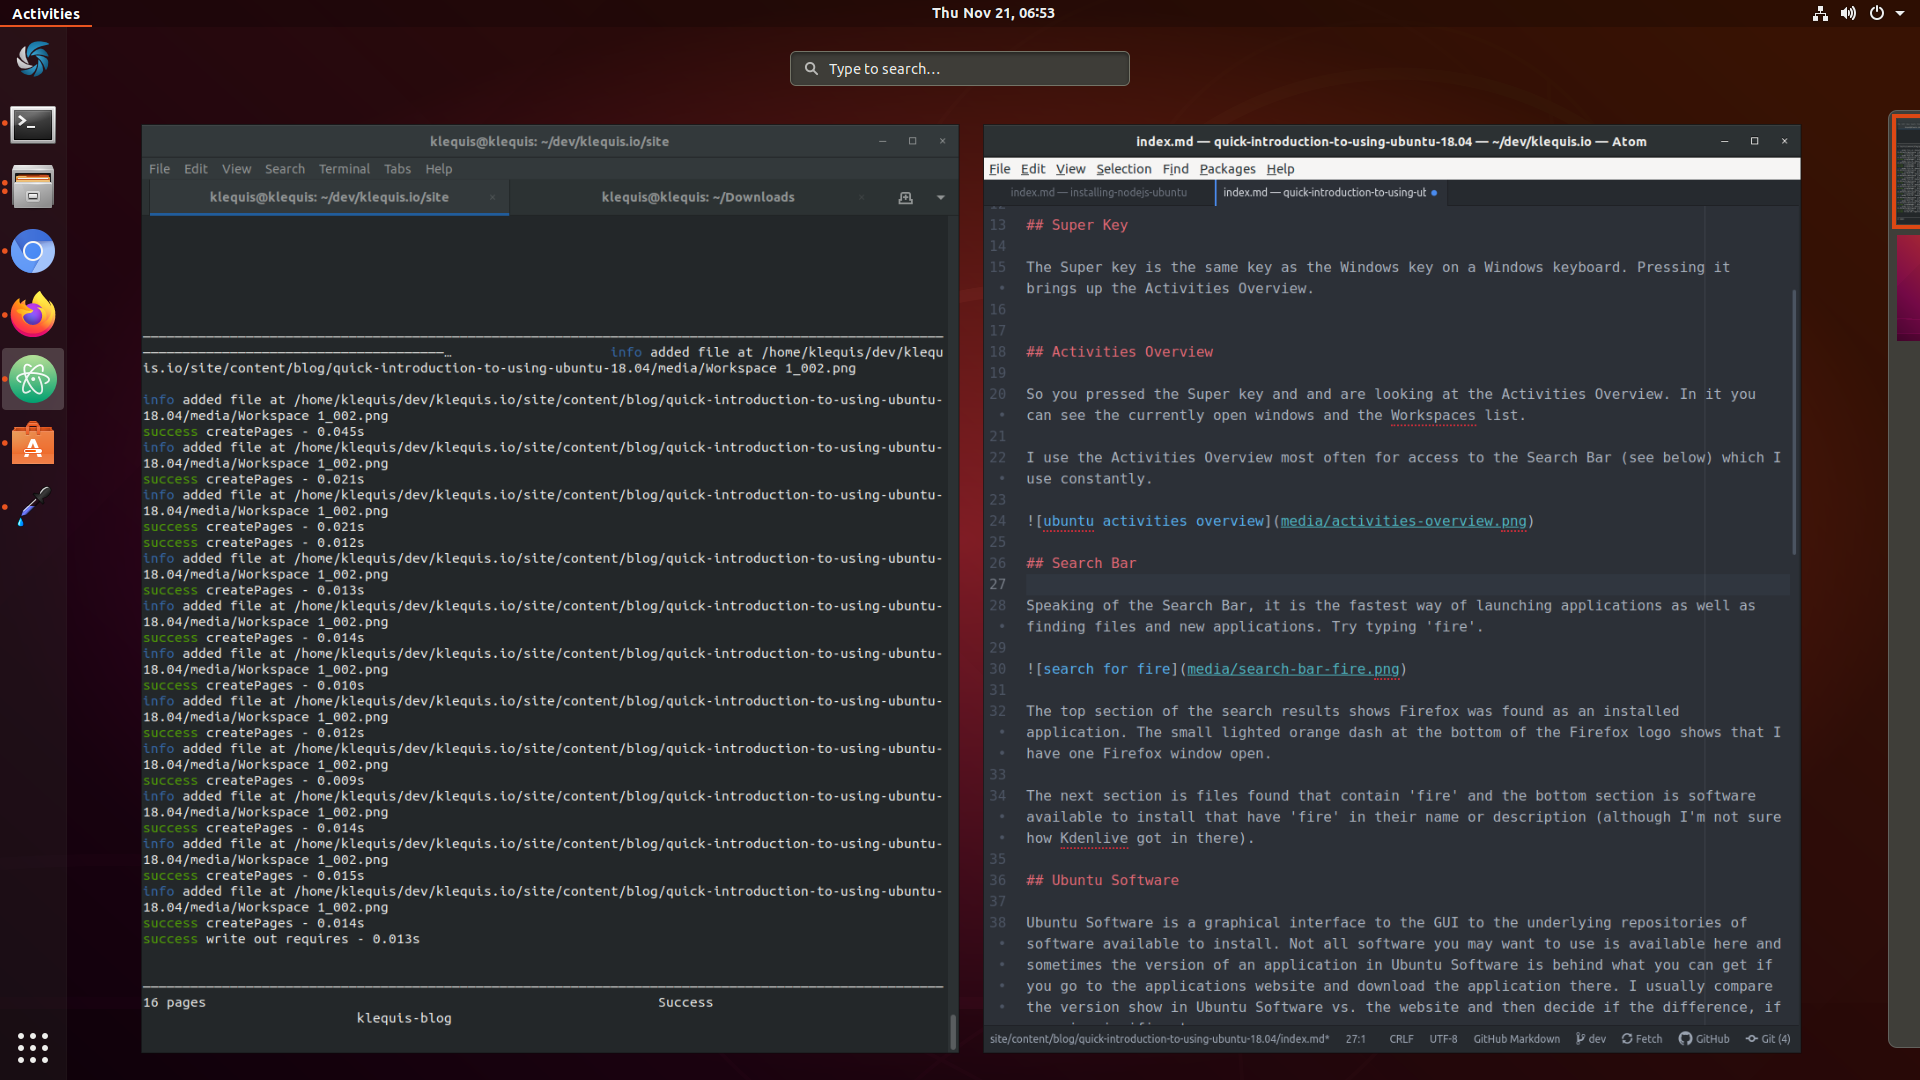 Activities
Thu Nov 21, 06:53
Type to search...
klequis@klequis: ~/dev/klequis.io/site
File Edit View Search Terminal Tabs Help
klequis@klequis: ~/dev/klequis.io/site
klequis@klequis: ~/Downloads
info added file at /home/klequis/dev/klequ
is.io/site/content/blog/quick-introduction-to-using-ubuntu-18.04/media/Workspace 1_002.png
info added file at /home/klequis/dev/klequis.io/site/content/blog/quick-introduction-to-using-ubuntu-
18.04/media/Workspace 1_002.png
success createPages - 0.045s
info added file at /home/klequis/dev/klequis.io/site/content/blog/quick-introduction-to-using-ubuntu-
18.04/media/Workspace 1_002.png
success createPages - 0.021s
info added file at /home/klequis/dev/klequis.io/site/content/blog/quick-introduction-to-using-ubuntu-
18.04/media/Workspace 1_002.png
success createPages - 0.021s
success createPages - 0.012s
info added file at /home/klequis/dev/klequis.io/site/content/blog/quick-introduction-to-using-ubuntu-
18.04/media/Workspace 1_002.png
success createPages - 0.013s
info added file at /home/klequis/dev/klequis.io/site/content/blog/quick-introduction-to-using-ubuntu-
18.04/media/Workspace 1_002.png
success createPages - 0.014s
info added file at /home/klequis/dev/klequis.io/site/content/blog/quick-introduction-to-using-ubuntu-
18.04/media/Workspace 1_002.png
success createPages - 0.010s
info added file at /home/klequis/dev/klequis.io/site/content/blog/quick-introduction-to-using-ubuntu-
18.04/media/Workspace 1_002.png
success createPages - 0.012s
info added file at /home/klequis/dev/klequis.io/site/content/blog/quick-introduction-to-using-ubuntu-
18.04/media/Workspace 1_002.png
success createPages - 0.009s
info added file at /home/klequis/dev/klequis.io/site/content/blog/quick-introduction-to-using-ubuntu-
18.04/media/Workspace 1_002.png
success createPages - 0.014s
info added file at /home/klequis/dev/klequis.io/site/content/blog/quick-introduction-to-using-ubuntu-
18.04/media/Workspace 1_002.png
success createPages - 0.015s
info added file at /home/klequis/dev/klequis.io/site/content/blog/quick-introduction-to-using-ubuntu-
18.04/media/Workspace 1_002.png
success createPages - 0.014s
success write out requires - 0.013s
16 pages Success
klequis-blog
index.md — quick-introduction-to-using-ubuntu-18.04 — ~/dev/klequis.io — Atom
File Edit View Selection Find Packages Help
index.md — installing-nodejs-ubuntu
index.md — quick-introduction-to-using-ut
13 ## Super Key
14
15 The Super key is the same key as the Windows key on a Windows keyboard. Pressing it
brings up the Activities Overview.
16
17
18 ## Activities Overview
19
20 So you pressed the Super key and and are looking at the Activities Overview. In it you
can see the currently open windows and the Workspaces list.
21
22 I use the Activities Overview most often for access to the Search Bar (see below) which I
use constantly.
23
24 ![ubuntu activities overview](media/activities-overview.png)
25
26 ## Search Bar
27
28 Speaking of the Search Bar, it is the fastest way of launching applications as well as
finding files and new applications. Try typing 'fire'.
29
30 ![search for fire](media/search-bar-fire.png)
31
32 The top section of the search results shows Firefox was found as an installed
application. The small lighted orange dash at the bottom of the Firefox logo shows that I
have one Firefox window open.
33
34 The next section is files found that contain 'fire' and the bottom section is software
available to install that have 'fire' in their name or description (although I'm not sure
how Kdenlive got in there).
35
36 ## Ubuntu Software
37
38 Ubuntu Software is a graphical interface to the GUI to the underlying repositories of
software available to install. Not all software you may want to use is available here and
sometimes the version of an application in Ubuntu Software is behind what you can get if
you go to the applications website and download the application there. I usually compare
the version show in Ubuntu Software vs. the website and then decide if the difference, if
site/content/blog/quick-introduction-to-using-ubuntu-18.04/index.md* 27:1 CRLF UTF-8 GitHub Markdown dev Fetch GitHub Git (4)